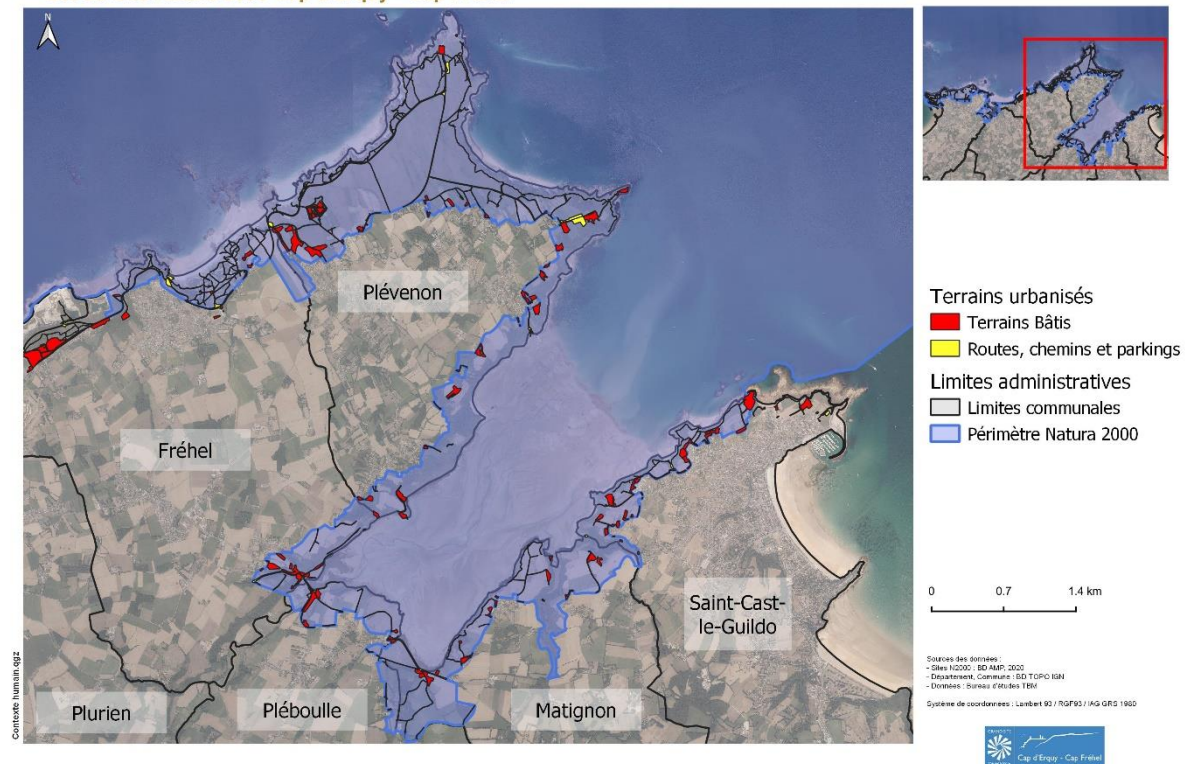 N
Plévenon
Fréhel
Saint-Cast-
le-Guildo
Plurien
Pléboulle
Matignon
Contexte humain.qgz
Terrains urbanisés
Terrains Bâtis
Routes, chemins et parkings
Limites administratives
Limites communales
Périmètre Natura 2000
0 0.7 1.4 km
Sources des données :
- Sites N2000 : BD AMP, 2020
- Département, Commune : BD TOPO IGN
- Données : Bureau d'études TBM
Système de coordonnées : Lambert 93 / RGF93 / IAG GRS 1980
Cap d'Erquy - Cap Fréhel